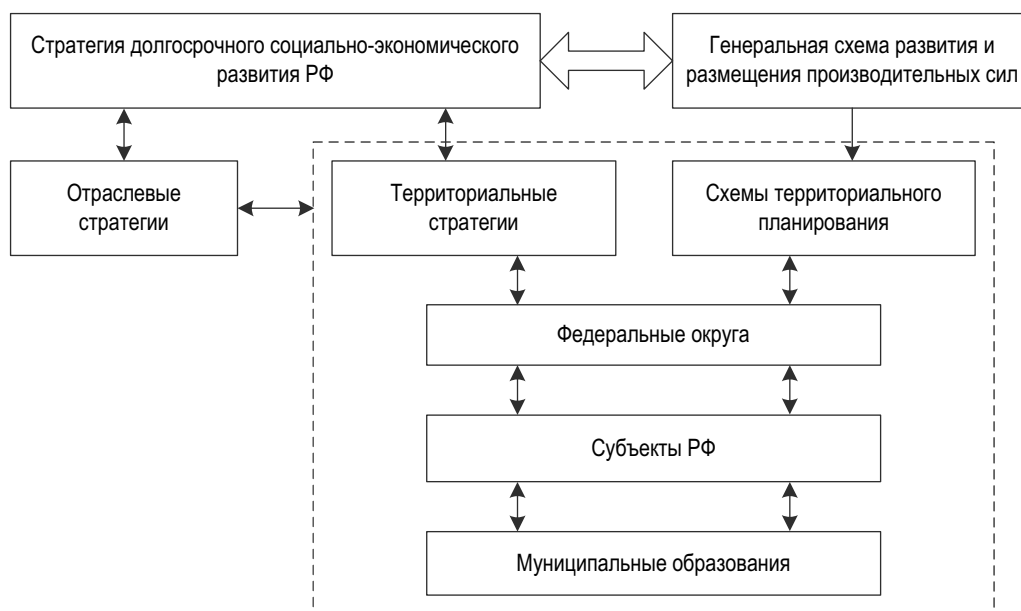 Стратегия долгосрочного социально-экономического
развития РФ
Генеральная схема развития и
размещения производительных сил
Отраслевые
стратегии
Территориальные
стратегии
Схемы территориального
планирования
Федеральные округа
Субъекты РФ
Муниципальные образования